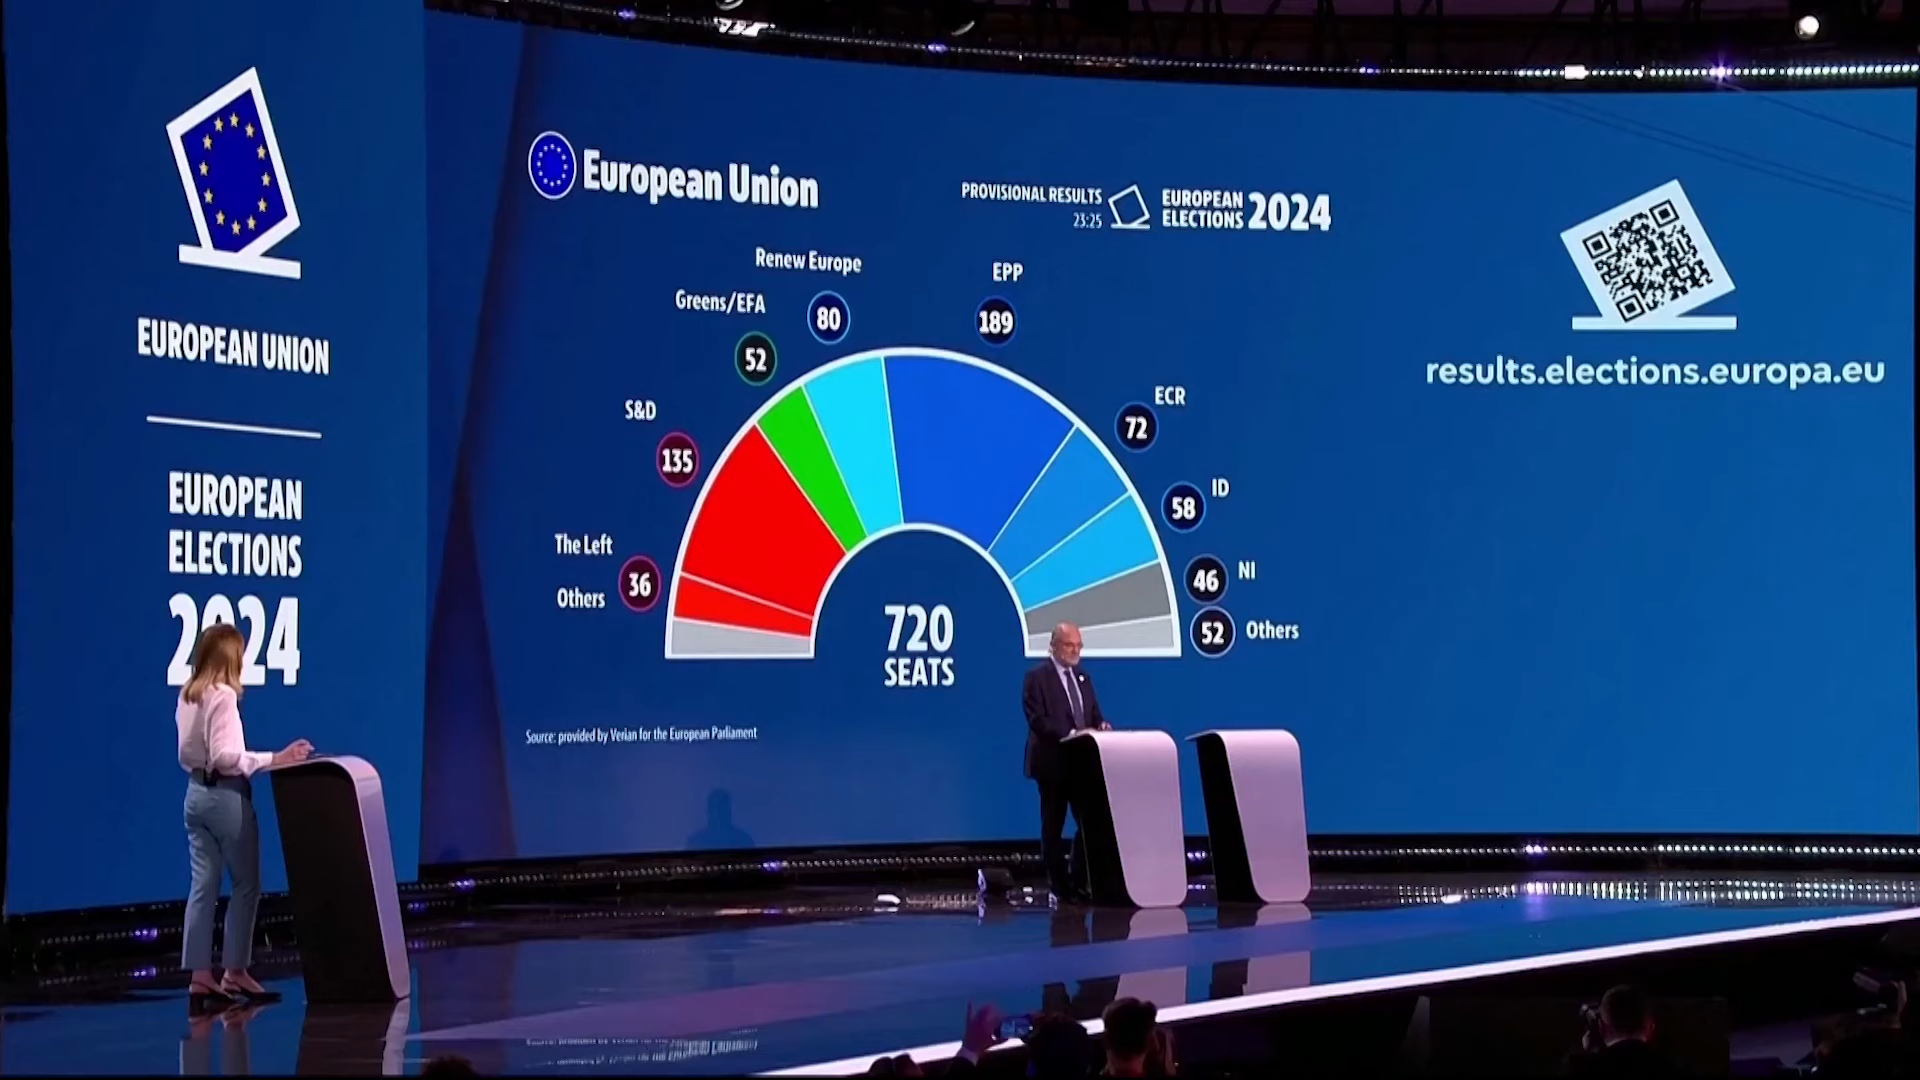 EUROPEAN UNION
EUROPEAN
ELECTIONS
2024
European Union
PROVISIONAL RESULTS
23:25
EUROPEAN
ELECTIONS 2024
Renew Europe
80
EPP
189
Greens/EFA
52
S&D
135
The Left
36
Others
ECR
72
ID
58
NI
46
52 Others
720
SEATS
Source: provided by Verian for the European Parliament
results.elections.europa.eu